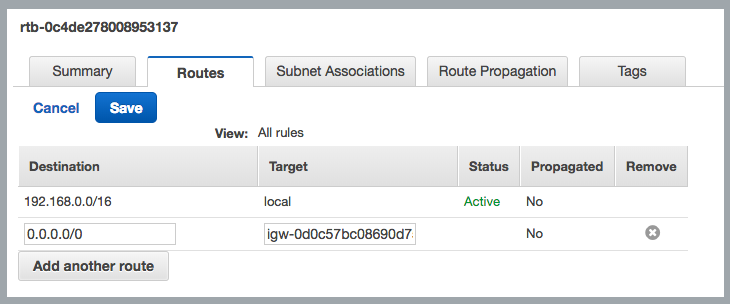 rtb-0c4de278008953137
Summary Routes Subnet Associations Route Propagation Tags
Cancel Save
View: All rules
Destination Target Status Propagated Remove
192.168.0.0/16 local Active No
0.0.0.0/0 igw-0d0c57bc08690d7 No
Add another route